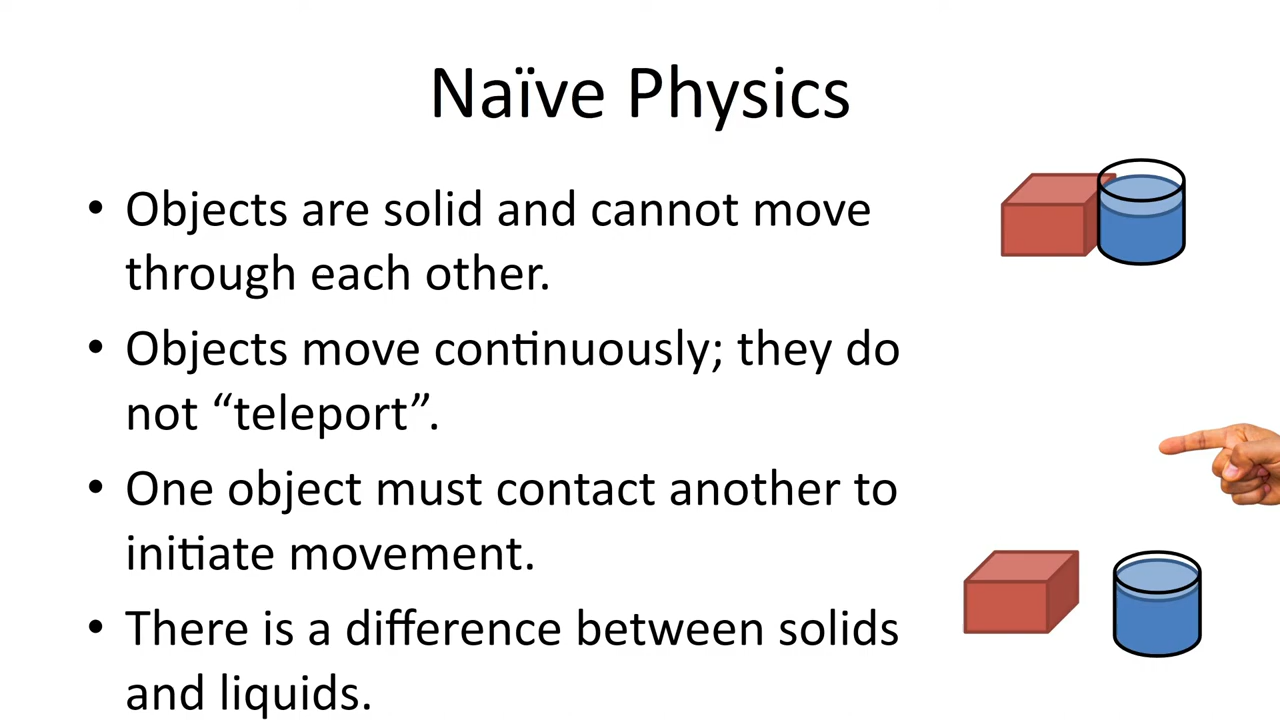 Naïve Physics
• Objects are solid and cannot move
through each other.
• Objects move continuously; they do
not “teleport”.
• One object must contact another to
initiate movement.
• There is a difference between solids
and liquids.